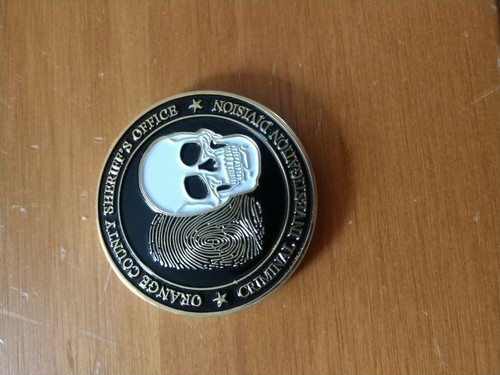 ORANGE COUNTY SHERIFF'S OFFICE
CRIMINAL INVESTIGATION DIVISION